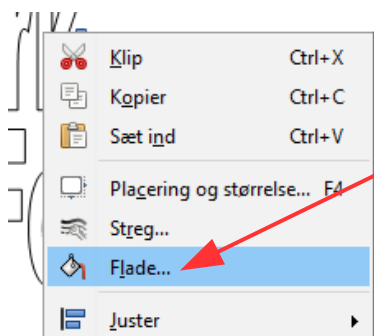 Klip Ctrl+X
Kopier Ctrl+C
Sæt ind Ctrl+V
Placering og størrelse... F4
Streg...
Flade...
Juster